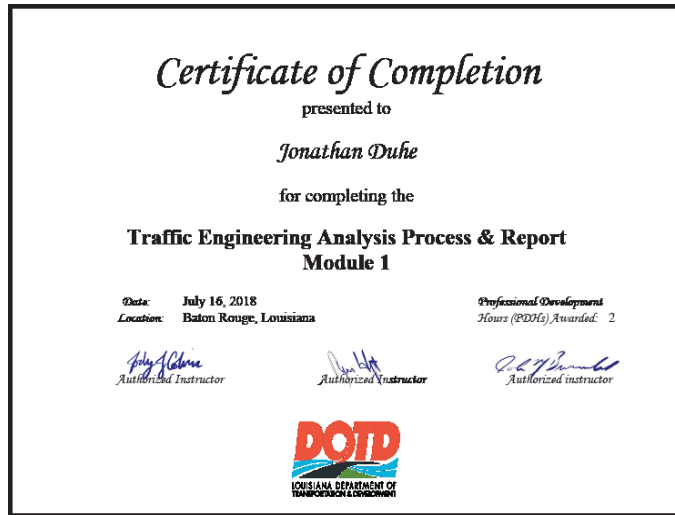 Certificate of Completion
presented to
Jonathan Duhe
for completing the
Traffic Engineering Analysis Process & Report
Module 1
Date: July 16, 2018
Location: Baton Rouge, Louisiana
Professional Development
Hours (PDHs) Awarded: 2
Authorized Instructor
Authorized Instructor
Authorized instructor
DOTD
LOUISIANA DEPARTMENT OF
TRANSPORTATION & DEVELOPMENT